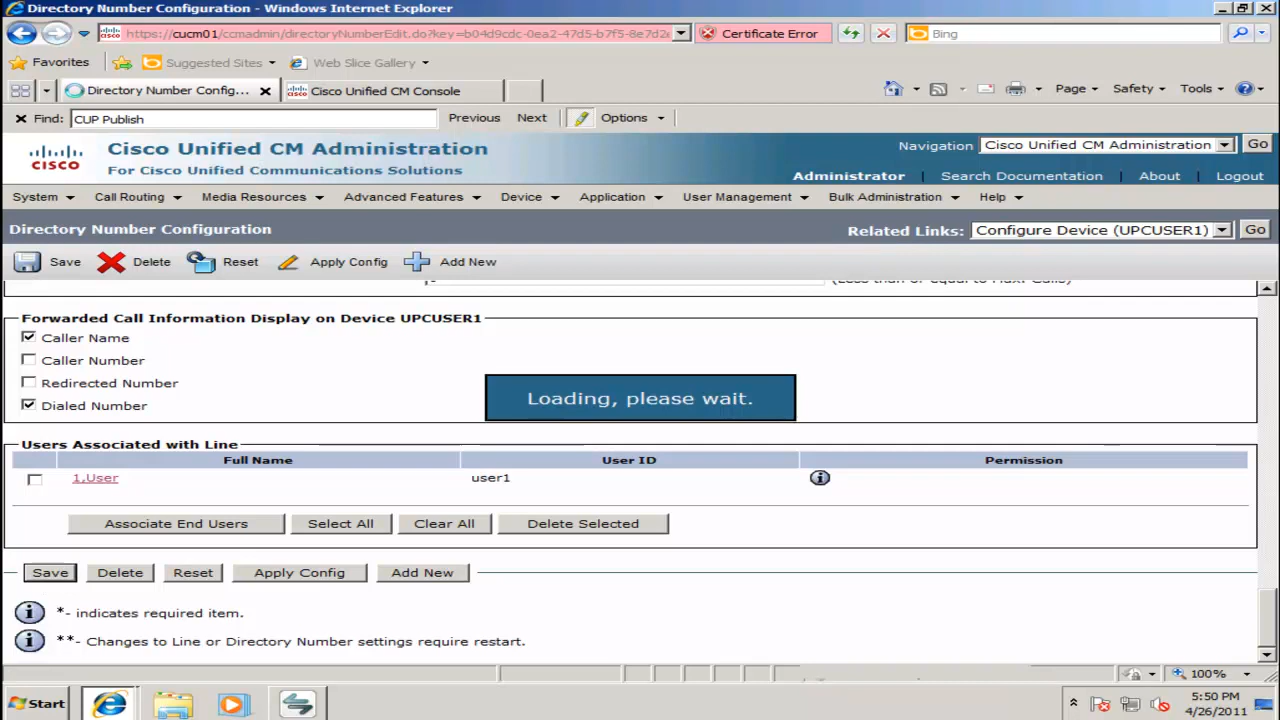 Directory Number Configuration - Windows Internet Explorer
https://cucm01/ccmadmin/directoryNumberEdit.do?key=b04d9cdc-0ea2-47d5-b7f5-8e7d2 Certificate Error Bing
Favorites Suggested Sites Web Slice Gallery
Directory Number Config... Cisco Unified CM Console Page Safety Tools
Find: CUP Publish Previous Next Options
CISCO
Cisco Unified CM Administration
For Cisco Unified Communications Solutions
Navigation Cisco Unified CM Administration Go
Administrator | Search Documentation | About | Logout
System Call Routing Media Resources Advanced Features Device Application User Management Bulk Administration Help
Directory Number Configuration Related Links: Configure Device (UPCUSER1) Go
Save Delete Reset Apply Config Add New
(Less than or equal to Max. Calls)
Forwarded Call Information Display on Device UPCUSER1
Caller Name
Caller Number
Redirected Number
Dialed Number
Loading, please wait.
Users Associated with Line
Full Name User ID Permission
1,User user1
Associate End Users Select All Clear All Delete Selected
Save Delete Reset Apply Config Add New
*- indicates required item.
**- Changes to Line or Directory Number settings require restart.
100%
Start
5:50 PM
4/26/2011